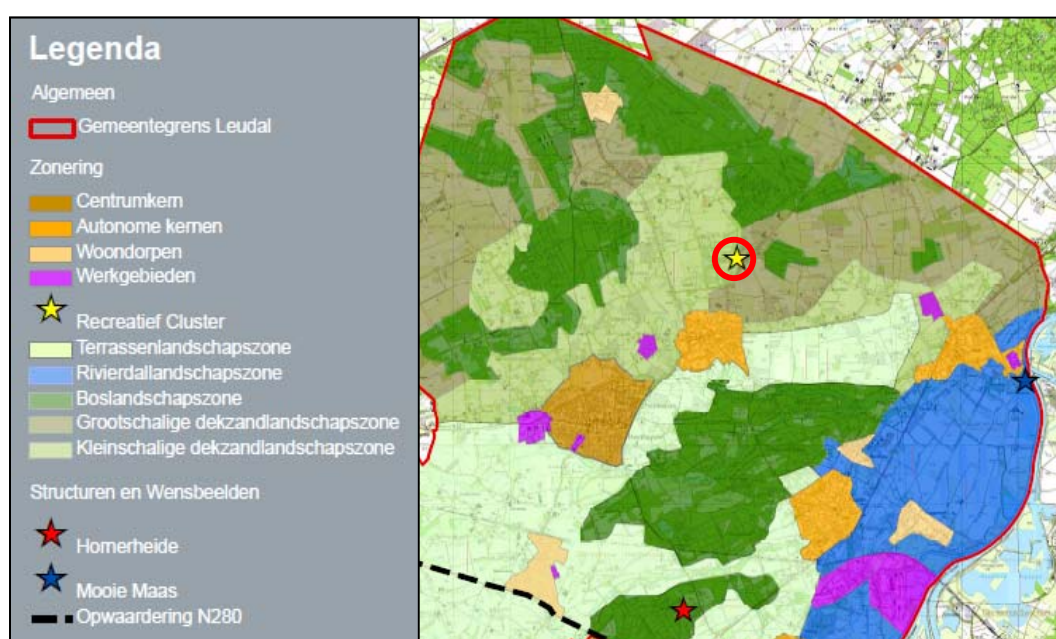 Legenda
Algemeen
Gemeentegrens Leudal
Zonering
Centrumkern
Autonome kernen
Woondorpen
Werkgebieden
Recreatief Cluster
Terrassenlandschapszone
Rivierdallandschapszone
Boslandschapszone
Grootschalige dekzandlandschapszone
Kleinschalige dekzandlandschapszone
Structuren en Wensbeelden
Hornerheide
Mooie Maas
Opwaardering N280